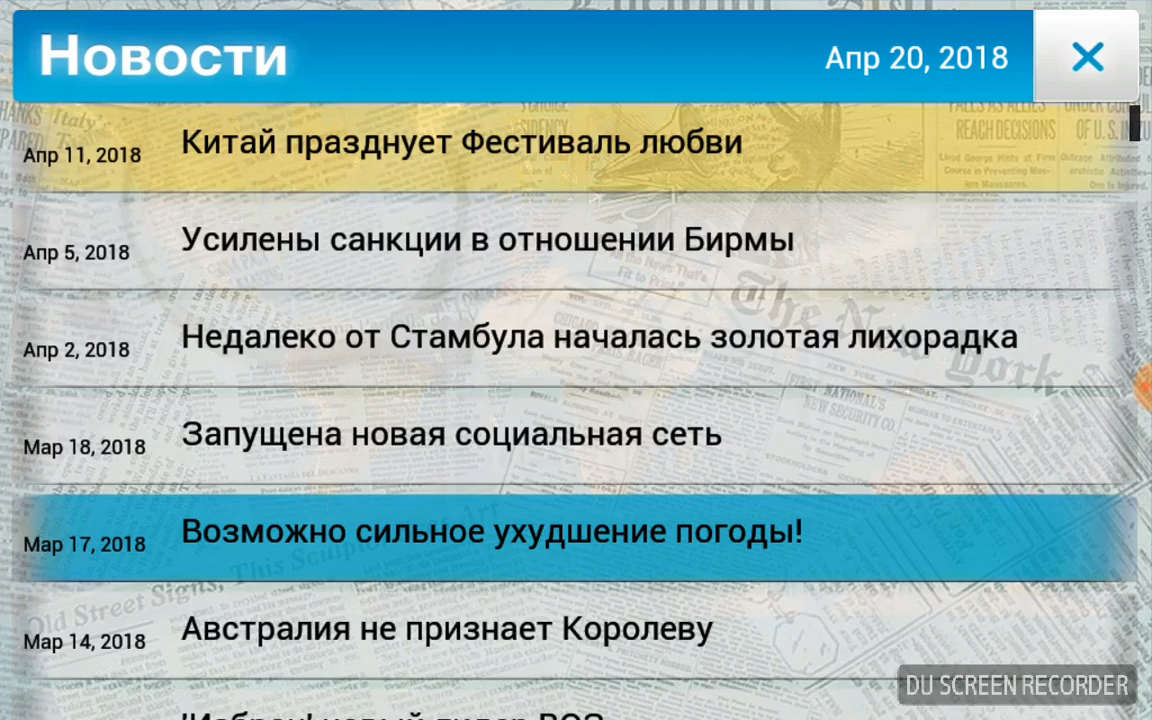 Новости
Апр 20, 2018
Апр 11, 2018 Китай празднует Фестиваль любви
Апр 5, 2018 Усилены санкции в отношении Бирмы
Апр 2, 2018 Недалеко от Стамбула началась золотая лихорадка
Мар 18, 2018 Запущена новая социальная сеть
Мар 17, 2018 Возможно сильное ухудшение погоды!
Мар 14, 2018 Австралия не признает Королеву
DU SCREEN RECORDER